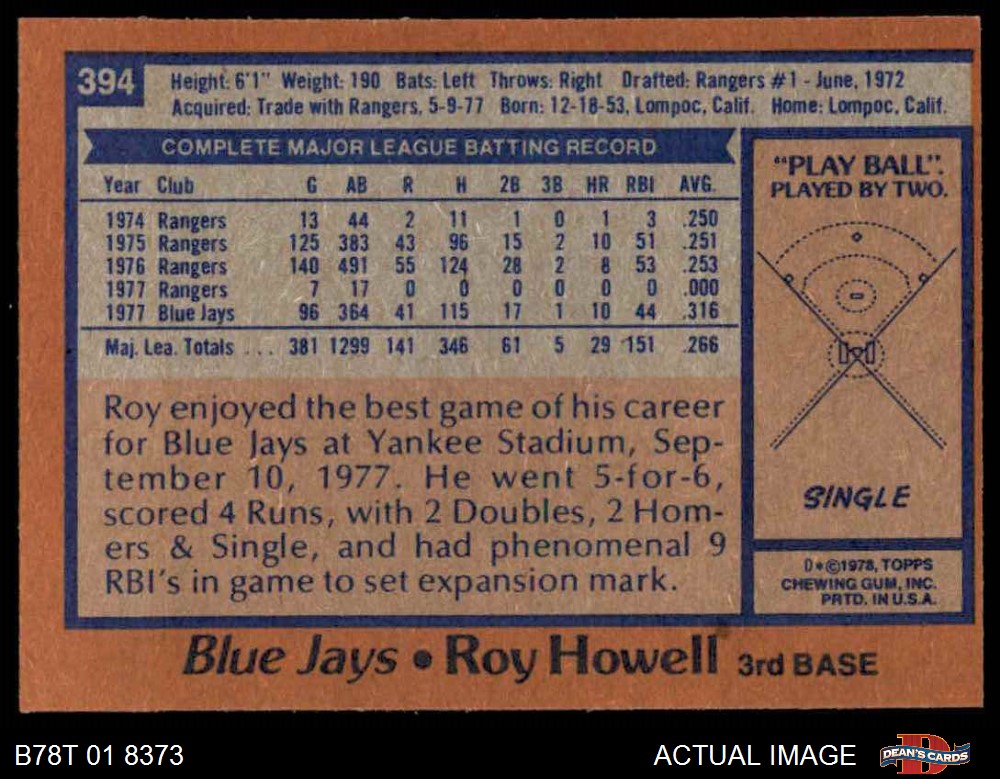 394
Height: 6'1" Weight: 190 Bats: Left Throws: Right Drafted: Rangers #1 - June, 1972
Acquired: Trade with Rangers, 5-9-77 Born: 12-18-53, Lompoc, Calif. Home: Lompoc, Calif.
COMPLETE MAJOR LEAGUE BATTING RECORD
Year Club G AB R H 2B 3B HR RBI AVG.
1974 Rangers 13 44 2 11 1 0 1 3 .250
1975 Rangers 125 383 43 96 15 2 10 51 .251
1976 Rangers 140 491 55 124 28 2 8 53 .253
1977 Rangers 7 17 0 0 0 0 0 0 .000
1977 Blue Jays 96 364 41 115 17 1 10 44 .316
Maj. Lea. Totals ... 381 1299 141 346 61 5 29 151 .266
Roy enjoyed the best game of his career
for Blue Jays at Yankee Stadium, Sep-
tember 10, 1977. He went 5-for-6,
scored 4 Runs, with 2 Doubles, 2 Hom-
ers & Single, and had phenomenal 9
RBI's in game to set expansion mark.
"PLAY BALL".
PLAYED BY TWO.
SINGLE
D*©1978, TOPPS
CHEWING GUM, INC.
PRTD. IN U.S.A.
Blue Jays • Roy Howell 3rd BASE
B78T 01 8373
ACTUAL IMAGE
D
DEAN'S CARDS